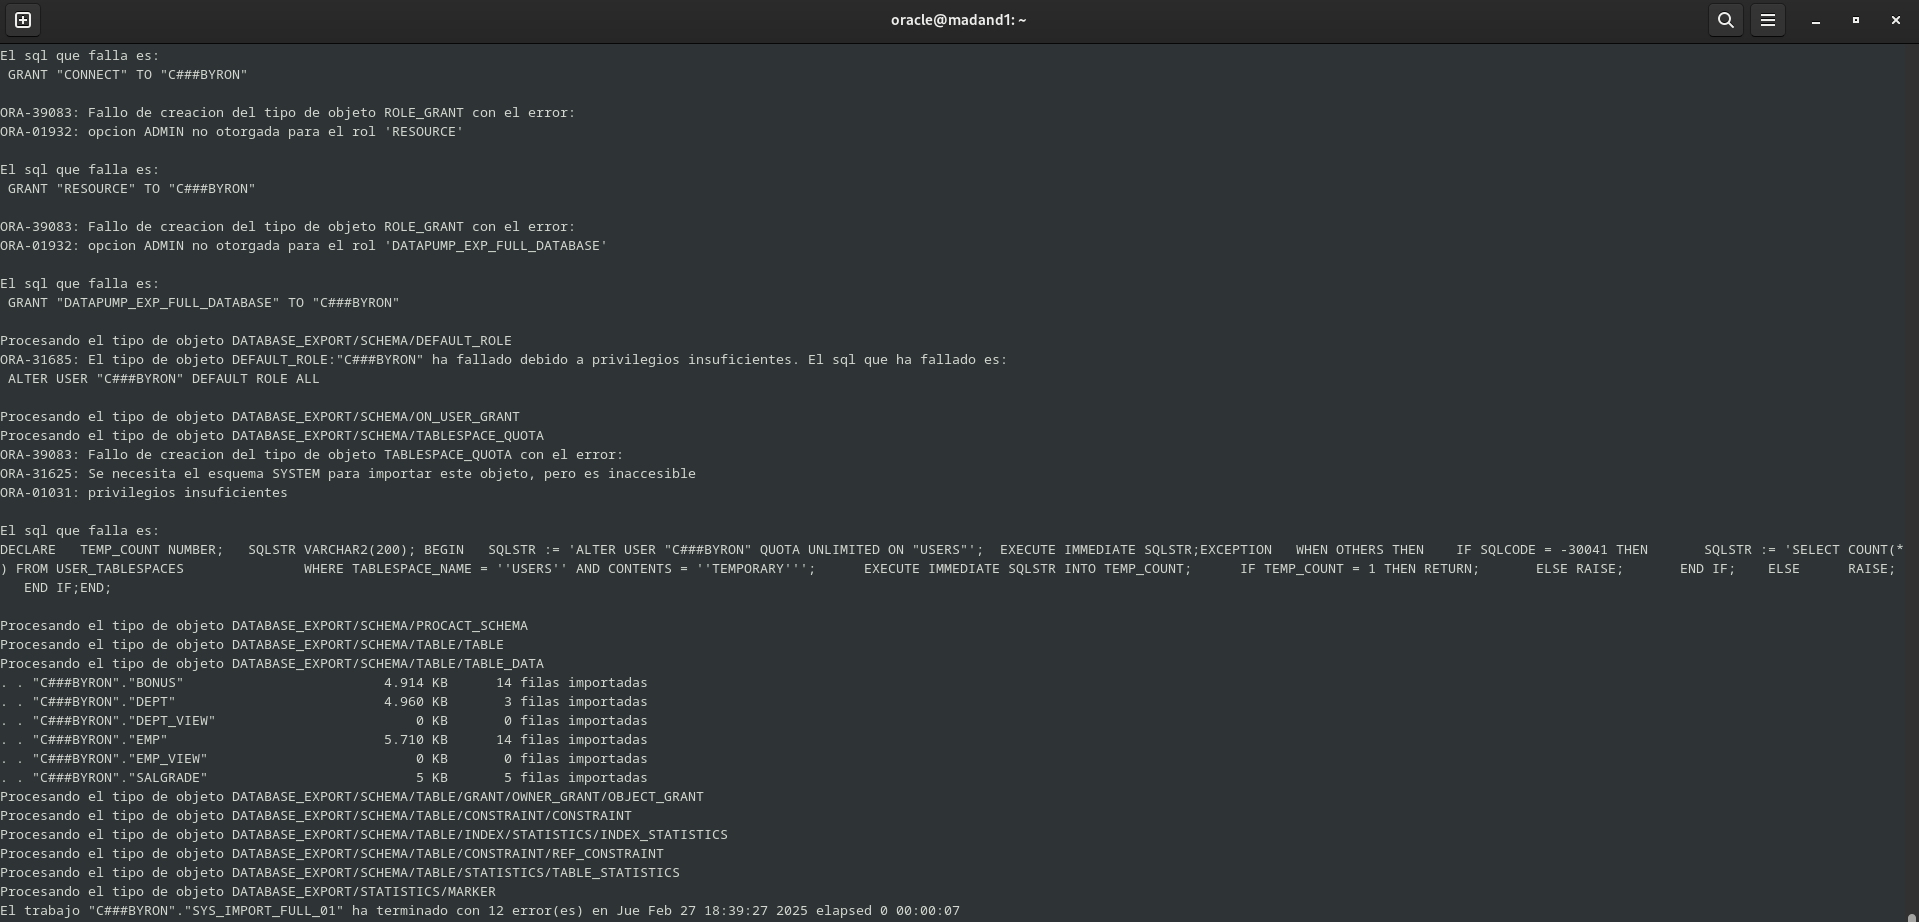 oracle@madand1: ~
El sql que falla es:
 GRANT "CONNECT" TO "C###BYRON"
ORA-39083: Fallo de creacion del tipo de objeto ROLE_GRANT con el error:
ORA-01932: opcion ADMIN no otorgada para el rol 'RESOURCE'
El sql que falla es:
 GRANT "RESOURCE" TO "C###BYRON"
ORA-39083: Fallo de creacion del tipo de objeto ROLE_GRANT con el error:
ORA-01932: opcion ADMIN no otorgada para el rol 'DATAPUMP_EXP_FULL_DATABASE'
El sql que falla es:
 GRANT "DATAPUMP_EXP_FULL_DATABASE" TO "C###BYRON"
Procesando el tipo de objeto DATABASE_EXPORT/SCHEMA/DEFAULT_ROLE
ORA-31685: El tipo de objeto DEFAULT_ROLE:"C###BYRON" ha fallado debido a privilegios insuficientes. El sql que ha fallado es:
 ALTER USER "C###BYRON" DEFAULT ROLE ALL
Procesando el tipo de objeto DATABASE_EXPORT/SCHEMA/ON_USER_GRANT
Procesando el tipo de objeto DATABASE_EXPORT/SCHEMA/TABLESPACE_QUOTA
ORA-39083: Fallo de creacion del tipo de objeto TABLESPACE_QUOTA con el error:
ORA-31625: Se necesita el esquema SYSTEM para importar este objeto, pero es inaccesible
ORA-01031: privilegios insuficientes
El sql que falla es:
DECLARE   TEMP_COUNT NUMBER;   SQLSTR VARCHAR2(200); BEGIN   SQLSTR := 'ALTER USER "C###BYRON" QUOTA UNLIMITED ON "USERS"';  EXECUTE IMMEDIATE SQLSTR;EXCEPTION   WHEN OTHERS THEN    IF SQLCODE = -30041 THEN       SQLSTR := 'SELECT COUNT(*
) FROM USER_TABLESPACES               WHERE TABLESPACE_NAME = ''USERS'' AND CONTENTS = ''TEMPORARY''';      EXECUTE IMMEDIATE SQLSTR INTO TEMP_COUNT;      IF TEMP_COUNT = 1 THEN RETURN;       ELSE RAISE;       END IF;    ELSE      RAISE;
   END IF;END;
Procesando el tipo de objeto DATABASE_EXPORT/SCHEMA/PROCACT_SCHEMA
Procesando el tipo de objeto DATABASE_EXPORT/SCHEMA/TABLE/TABLE
Procesando el tipo de objeto DATABASE_EXPORT/SCHEMA/TABLE/TABLE_DATA
. . "C###BYRON"."BONUS"                         4.914 KB      14 filas importadas
. . "C###BYRON"."DEPT"                          4.960 KB       3 filas importadas
. . "C###BYRON"."DEPT_VIEW"                         0 KB       0 filas importadas
. . "C###BYRON"."EMP"                           5.710 KB      14 filas importadas
. . "C###BYRON"."EMP_VIEW"                          0 KB       0 filas importadas
. . "C###BYRON"."SALGRADE"                          5 KB       5 filas importadas
Procesando el tipo de objeto DATABASE_EXPORT/SCHEMA/TABLE/GRANT/OWNER_GRANT/OBJECT_GRANT
Procesando el tipo de objeto DATABASE_EXPORT/SCHEMA/TABLE/CONSTRAINT/CONSTRAINT
Procesando el tipo de objeto DATABASE_EXPORT/SCHEMA/TABLE/INDEX/STATISTICS/INDEX_STATISTICS
Procesando el tipo de objeto DATABASE_EXPORT/SCHEMA/TABLE/CONSTRAINT/REF_CONSTRAINT
Procesando el tipo de objeto DATABASE_EXPORT/SCHEMA/TABLE/STATISTICS/TABLE_STATISTICS
Procesando el tipo de objeto DATABASE_EXPORT/STATISTICS/MARKER
El trabajo "C###BYRON"."SYS_IMPORT_FULL_01" ha terminado con 12 error(es) en Jue Feb 27 18:39:27 2025 elapsed 0 00:00:07